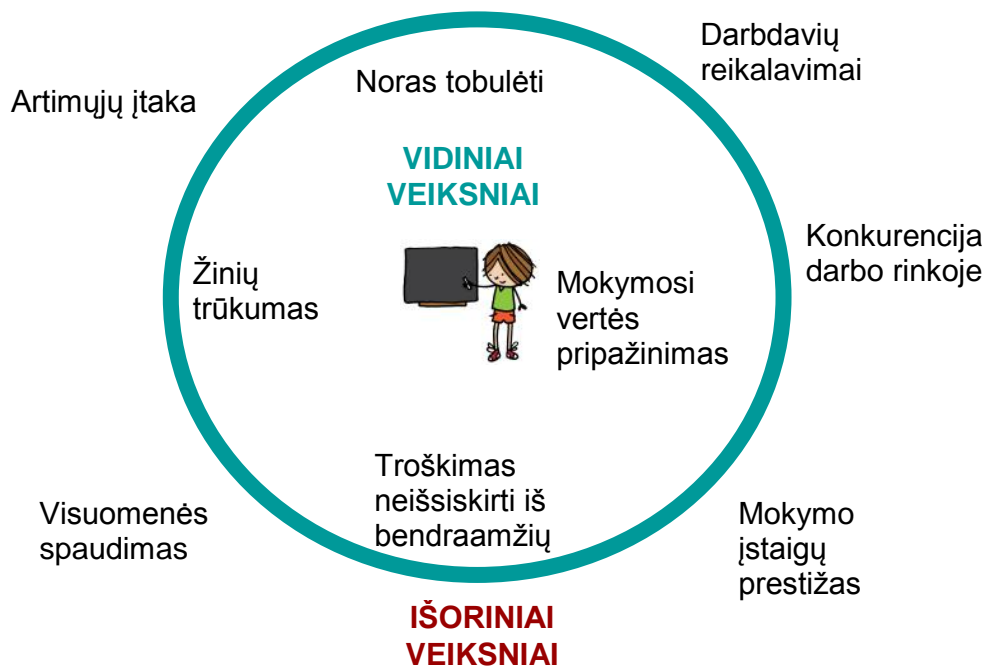 Darbdavių
reikalavimai
Noras tobulėti
Artimųjų įtaka
VIDINIAI
VEIKSNIAI
Konkurencija
darbo rinkoje
Žinių
trūkumas
Mokymosi
vertės
pripažinimas
Troškimas
neišsiskirti iš
bendraamžių
Visuomenės
spaudimas
Mokymo
įstaigų
prestižas
IŠORINIAI
VEIKSNIAI